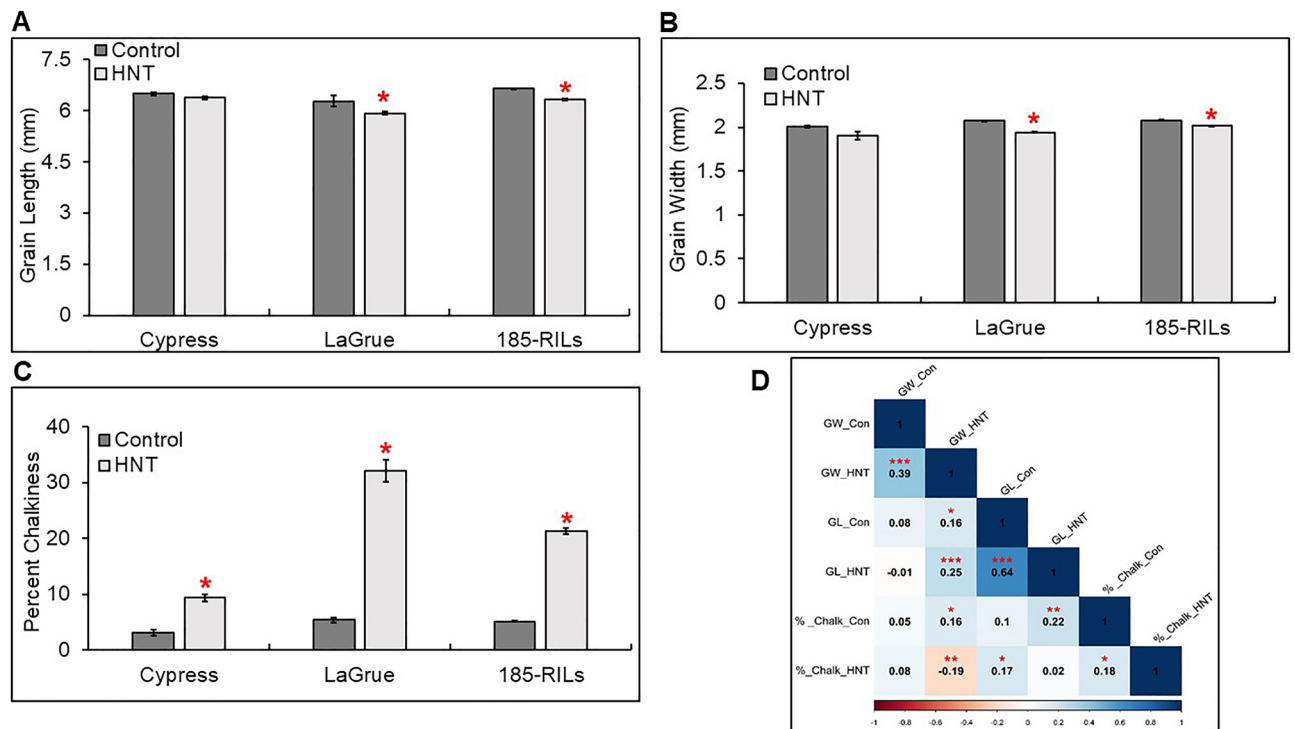 A
Control
HNT
7.5
6
4.5
3
1.5
0
Grain Length (mm)
*
*
Cypress LaGrue 185-RILs
B
Control
HNT
2.5
2
1.5
1
0.5
0
Grain Width (mm)
*
*
Cypress LaGrue 185-RILs
C
Control
HNT
40
30
20
10
0
Percent Chalkiness
*
*
*
Cypress LaGrue 185-RILs
D
GW_Con
GW_HNT
GL_Con
GL_HNT
%_Chalk_Con
%_Chalk_HNT
GW_Con 1
***
GW_HNT 0.39 1
*
GL_Con 0.08 0.16 1
*** ***
GL_HNT -0.01 0.25 0.64 1
* **
%_Chalk_Con 0.05 0.16 0.1 0.22 1
** * *
%_Chalk_HNT 0.08 -0.19 0.17 0.02 0.18 1
-1 -0.8 -0.6 -0.4 -0.2 0 0.2 0.4 0.6 0.8 1